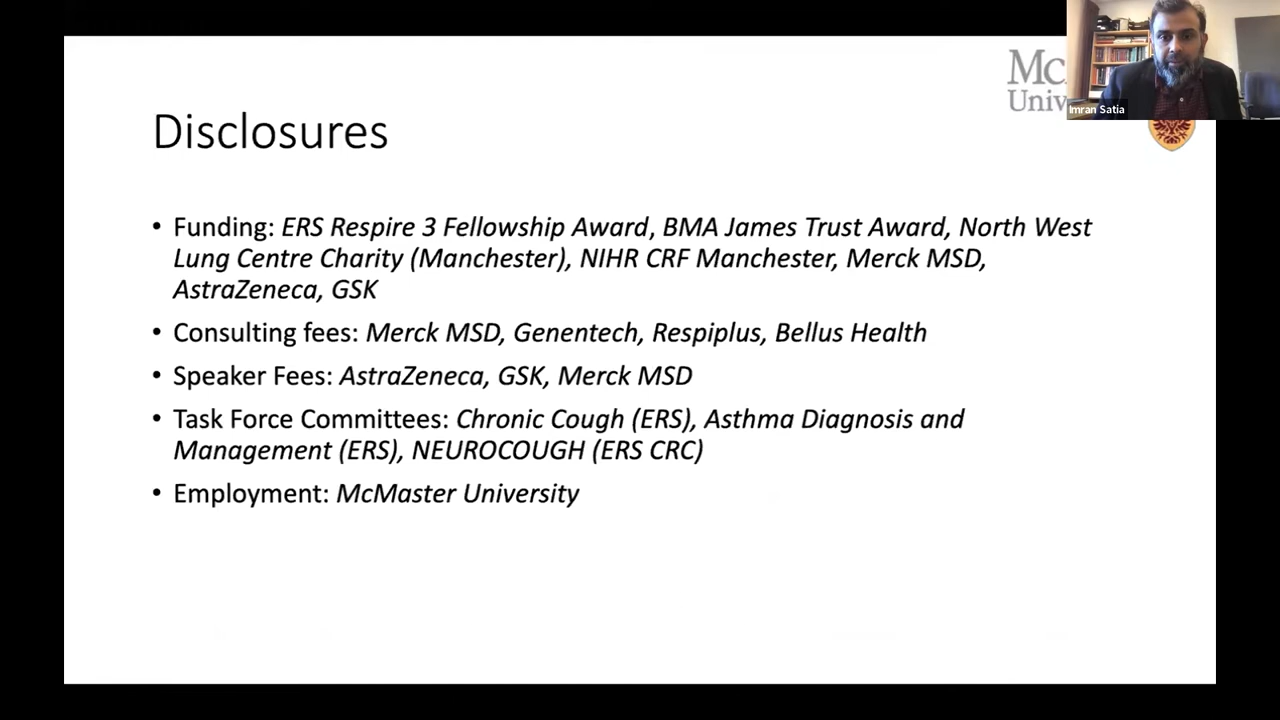 Disclosures
• Funding: ERS Respire 3 Fellowship Award, BMA James Trust Award, North West
Lung Centre Charity (Manchester), NIHR CRF Manchester, Merck MSD,
AstraZeneca, GSK
• Consulting fees: Merck MSD, Genentech, Respiplus, Bellus Health
• Speaker Fees: AstraZeneca, GSK, Merck MSD
• Task Force Committees: Chronic Cough (ERS), Asthma Diagnosis and
Management (ERS), NEUROCOUGH (ERS CRC)
• Employment: McMaster University
Imran Satia